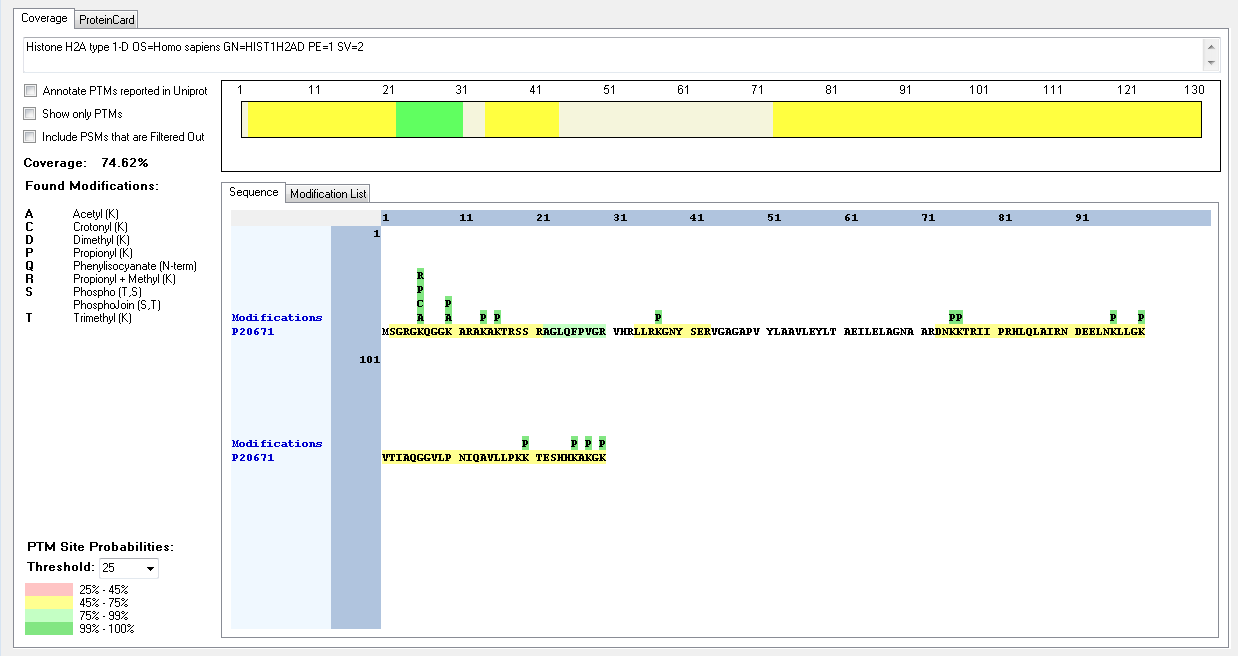 Coverage ProteinCard
Histone H2A type 1-D OS=Homo sapiens GN=HIST1H2AD PE=1 SV=2
Annotate PTMs reported in Uniprot
Show only PTMs
Include PSMs that are Filtered Out
Coverage: 74.62%
1 11 21 31 41 51 61 71 81 91 101 111 121 130
Found Modifications:
A Acetyl (K)
C Crotonyl (K)
D Dimethyl (K)
P Propionyl (K)
Q Phenylisocyanate (N-term)
R Propionyl + Methyl (K)
S Phospho (T,S)
PhosphoJoin (S,T)
T Trimethyl (K)
Sequence Modification List
1 11 21 31 41 51 61 71 81 91
1
R
P
C P
Modifications A A P P P P P P P
P20671 MSGRGKQGGK ARAKAKTRSS RAGLQFPVGR VHRLLRKGNY SERVGAGAPV YLAAVLEYLT AEILELAGNA ARDNKKTRII PRHLQLAIRN DEELNKLLGK
101
Modifications P P P P
P20671 VTIAQGGVLP NIQAVLLPKK TESHHKAKGK
PTM Site Probabilities:
Threshold: 25
25% - 45%
45% - 75%
75% - 99%
99% - 100%